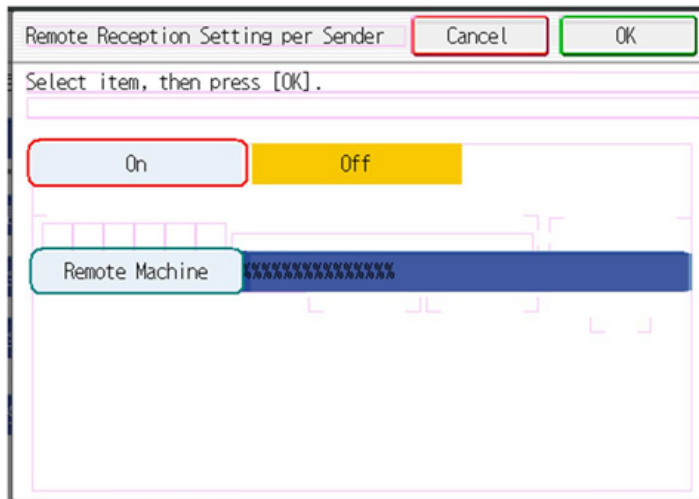 Remote Reception Setting per Sender Cancel OK
Select item, then press [OK].
On Off
Remote Machine %%%%%%%%%%%%%%%